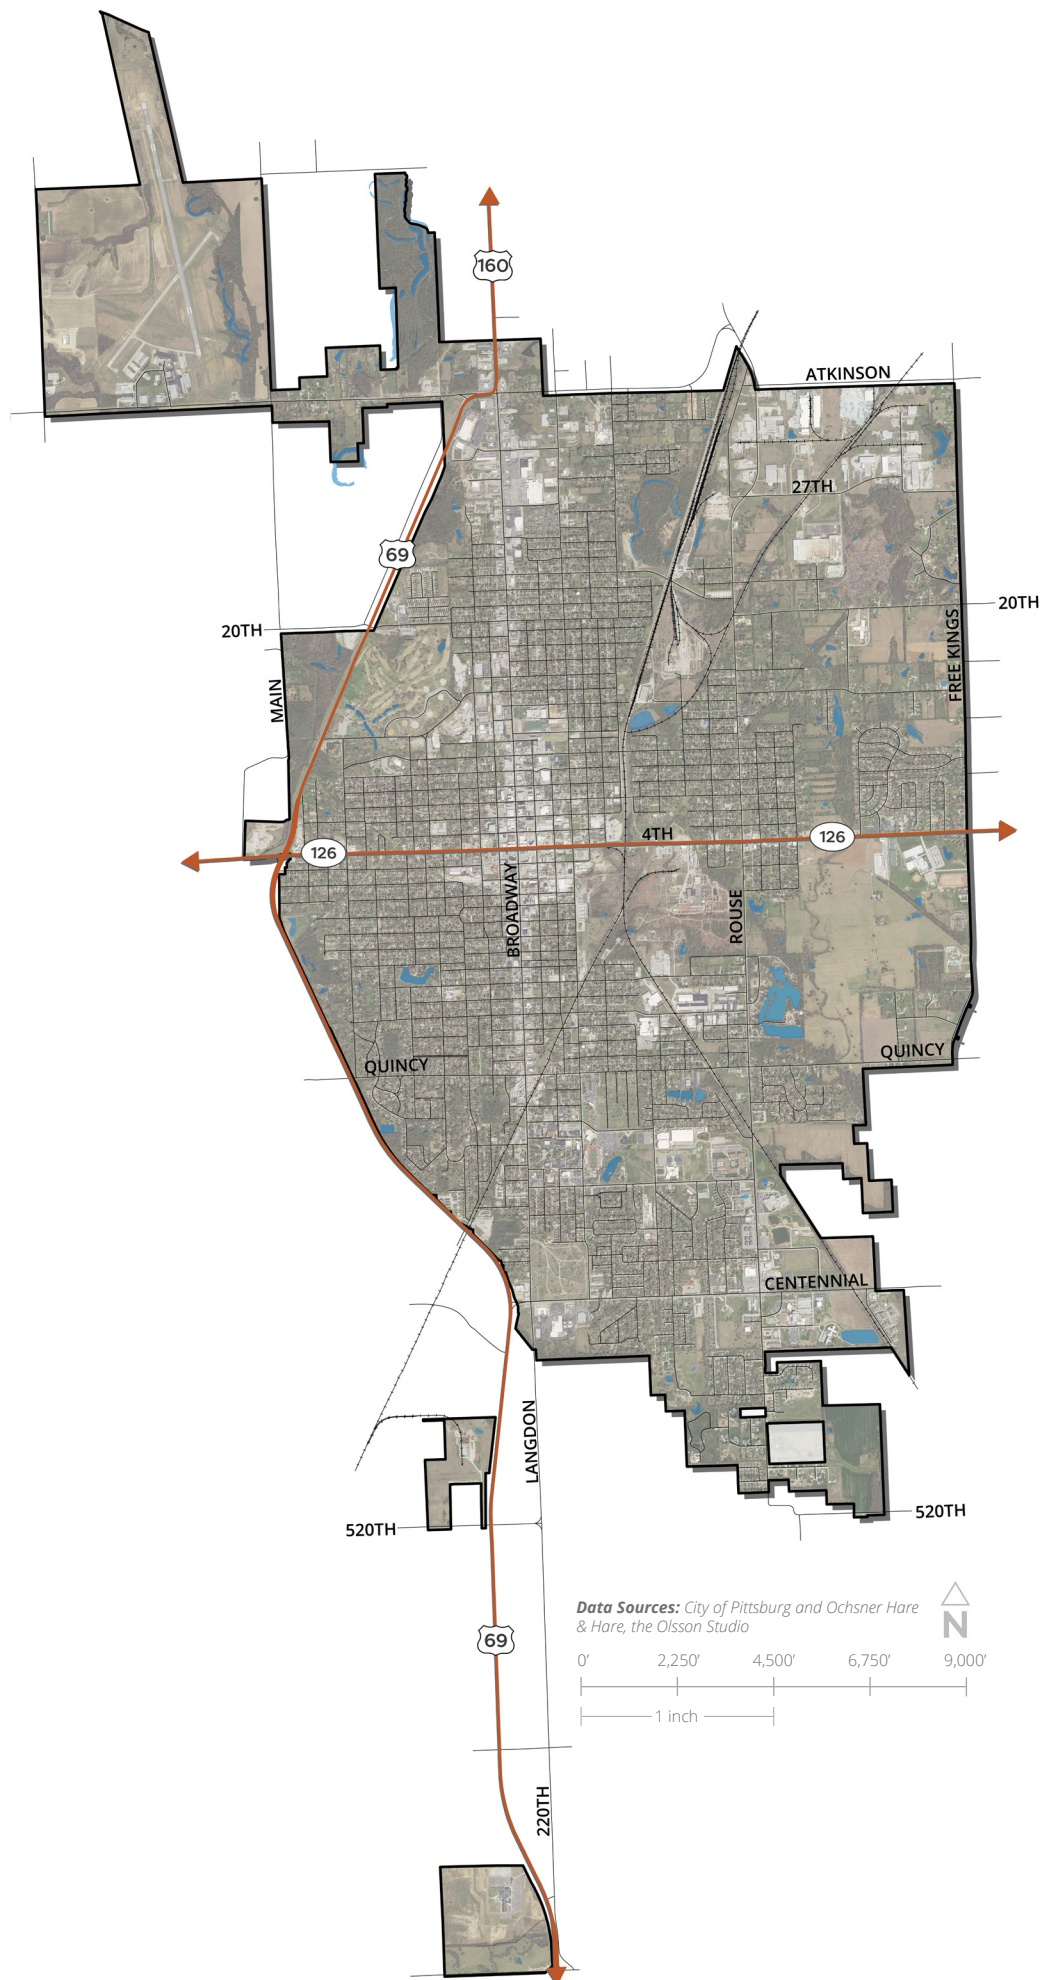 160
ATKINSON
27TH
69
20TH
20TH
FREE KINGS
MAIN
4TH
126
126
BROADWAY
ROUSE
QUINCY
QUINCY
CENTENNIAL
LANGDON
520TH
520TH
Data Sources: City of Pittsburg and Ochsner Hare
& Hare, the Olsson Studio
N
69
0' 2,250' 4,500' 6,750' 9,000'
1 inch
220TH